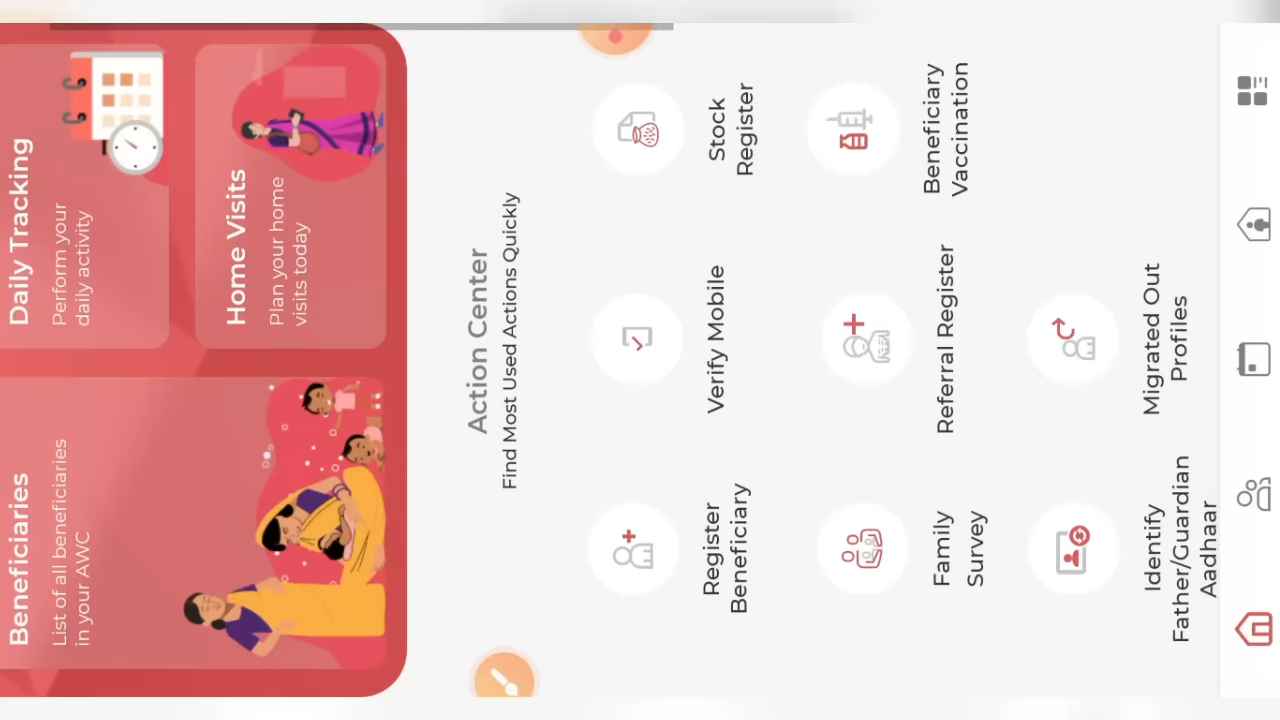 Beneficiaries
List of all beneficiaries
in your AWC
Daily Tracking
Perform your
daily activity
Home Visits
Plan your home
visits today
Action Center
Find Most Used Actions Quickly
Register
Beneficiary
Verify Mobile
Stock
Register
Family
Survey
Referral Register
Beneficiary
Vaccination
Identify
Father/Guardian
Aadhaar
Migrated Out
Profiles